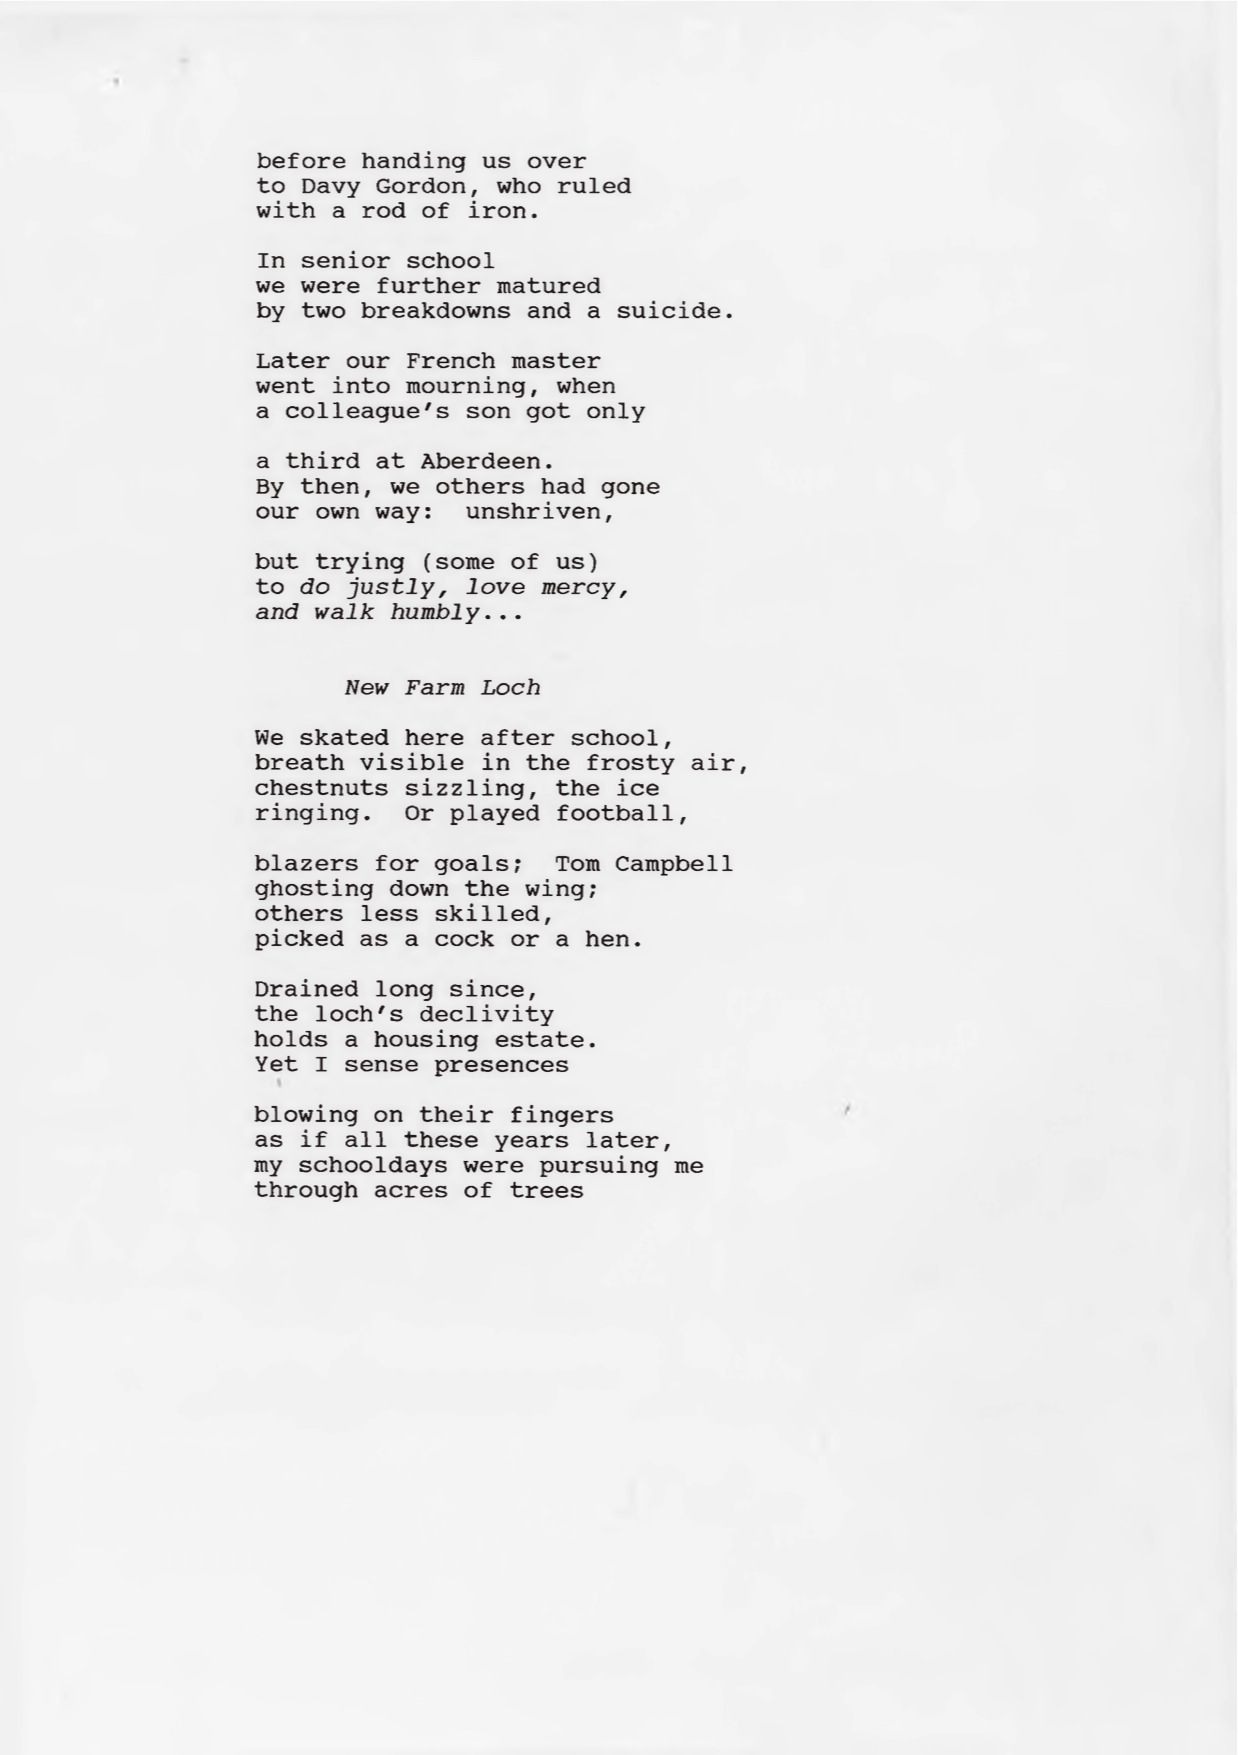 before handing us over
to Davy Gordon, who ruled
with a rod of iron.

In senior school
we were further matured
by two breakdowns and a suicide.

Later our French master
went into mourning, when
a colleague's son got only

a third at Aberdeen.
By then, we others had gone
our own way:  unshriven,

but trying (some of us)
to do justly, love mercy,
and walk humbly...

New Farm Loch

We skated here after school,
breath visible in the frosty air,
chestnuts sizzling, the ice
ringing.  Or played football,

blazers for goals;  Tom Campbell
ghosting down the wing;
others less skilled,
picked as a cock or a hen.

Drained long since,
the loch's declivity
holds a housing estate.
Yet I sense presences

blowing on their fingers
as if all these years later,
my schooldays were pursuing me
through acres of trees